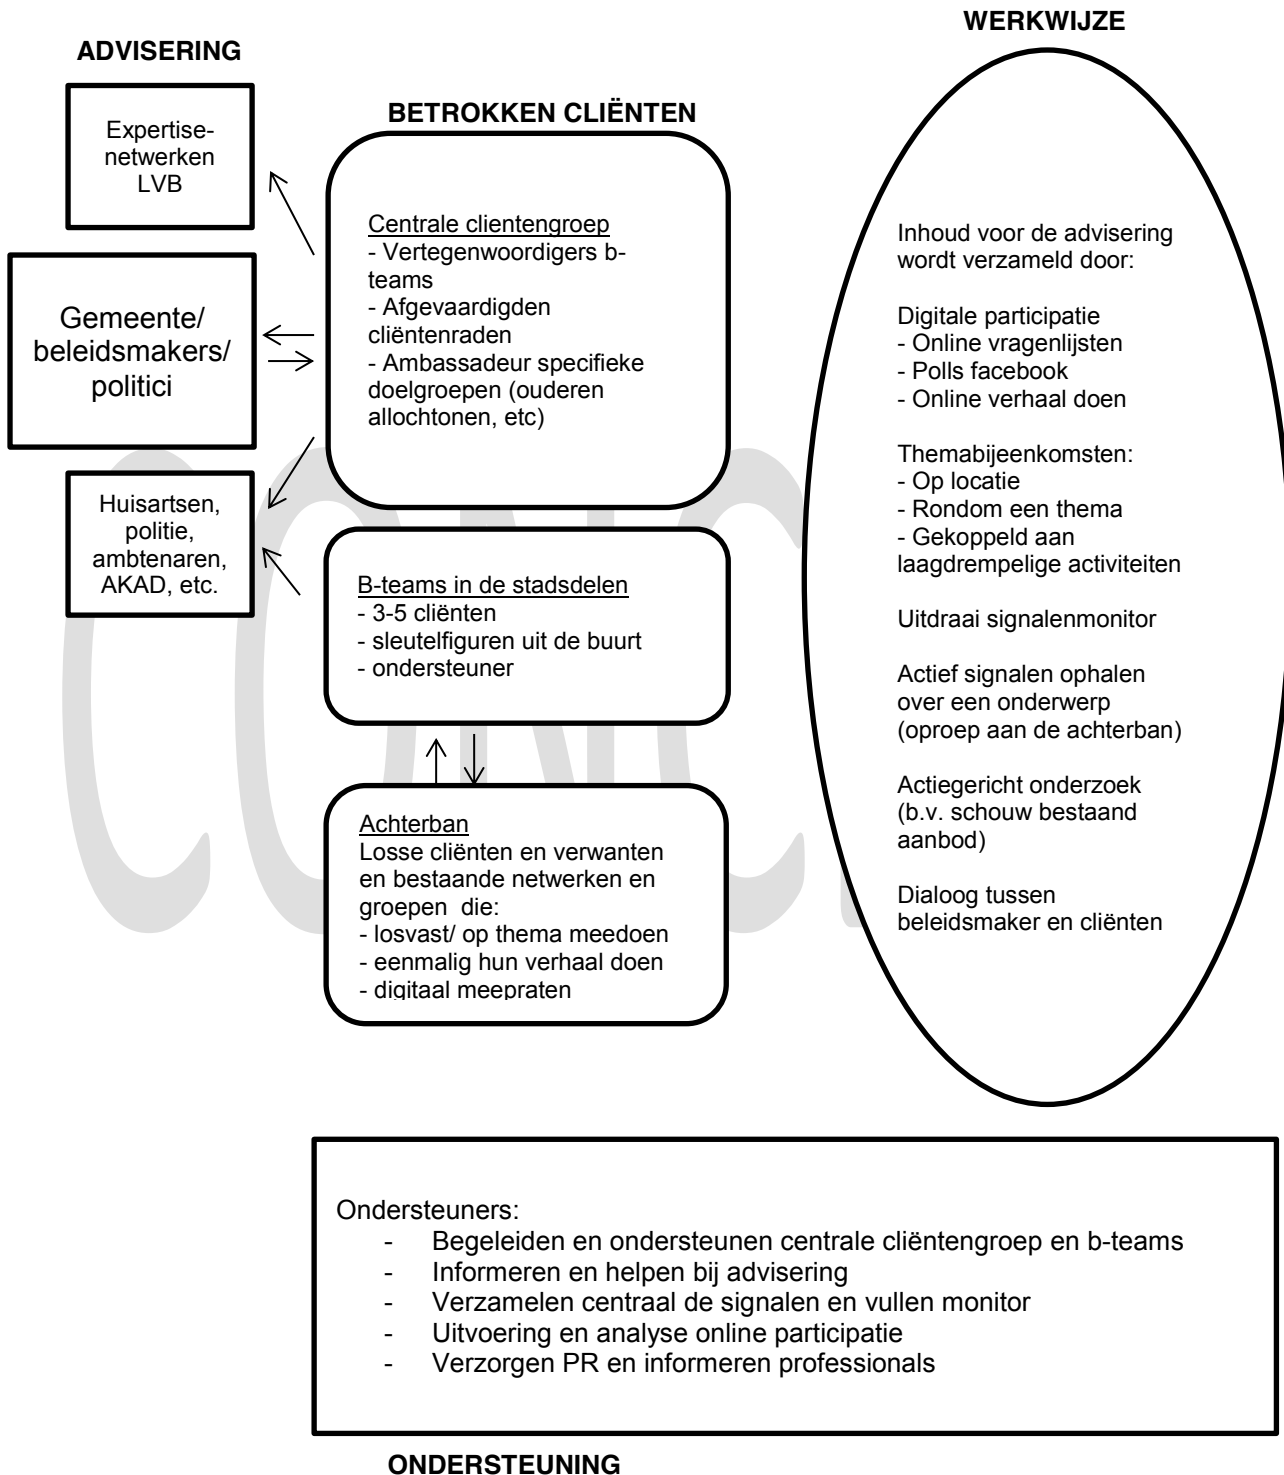 WERKWIJZE
ADVISERING
BETROKKEN CLIËNTEN
Expertise-
netwerken
LVB
Gemeente/
beleidsmakers/
politici
Huisartsen,
politie,
ambtenaren,
AKAD, etc.
Centrale clientengroep
- Vertegenwoordigers b-
teams
- Afgevaardigden
cliëntenraden
- Ambassadeur specifieke
doelgroepen (ouderen
allochtonen, etc)
B-teams in de stadsdelen
- 3-5 cliënten
- sleutelfiguren uit de buurt
- ondersteuner
Achterban
Losse cliënten en verwanten
en bestaande netwerken en
groepen  die:
- losvast/ op thema meedoen
- eenmalig hun verhaal doen
- digitaal meepraten
Inhoud voor de advisering
wordt verzameld door:
Digitale participatie
- Online vragenlijsten
- Polls facebook
- Online verhaal doen
Themabijeenkomsten:
- Op locatie
- Rondom een thema
- Gekoppeld aan
laagdrempelige activiteiten
Uitdraai signalenmonitor
Actief signalen ophalen
over een onderwerp
(oproep aan de achterban)
Actiegericht onderzoek
(b.v. schouw bestaand
aanbod)
Dialoog tussen
beleidsmaker en cliënten
Ondersteuners:
- Begeleiden en ondersteunen centrale cliëntengroep en b-teams
- Informeren en helpen bij advisering
- Verzamelen centraal de signalen en vullen monitor
- Uitvoering en analyse online participatie
- Verzorgen PR en informeren professionals
ONDERSTEUNING